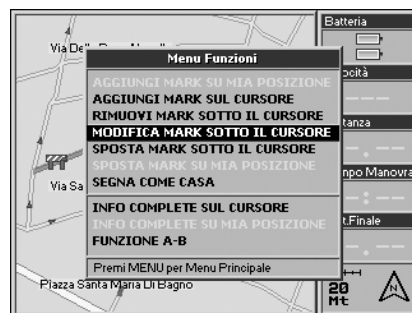 Batteria
Via De
Menu Funzioni
AGGIUNGI MARK SU MIA POSIZIONE
AGGIUNGI MARK SUL CURSORE
RIMUOVI MARK SOTTO IL CURSORE
MODIFICA MARK SOTTO IL CURSORE
SPOSTA MARK SOTTO IL CURSORE
SPOSTA MARK SU MIA POSIZIONE
SEGNA COME CASA
INFO COMPLETE SUL CURSORE
INFO COMPLETE SU MIA POSIZIONE
FUNZIONE A-B
Premi MENU per Menu Principale
ocità
tanza
npo Manovra
t.Finale
Via Sa
Piazza Santa Maria Di Bagno
20
Mt
N